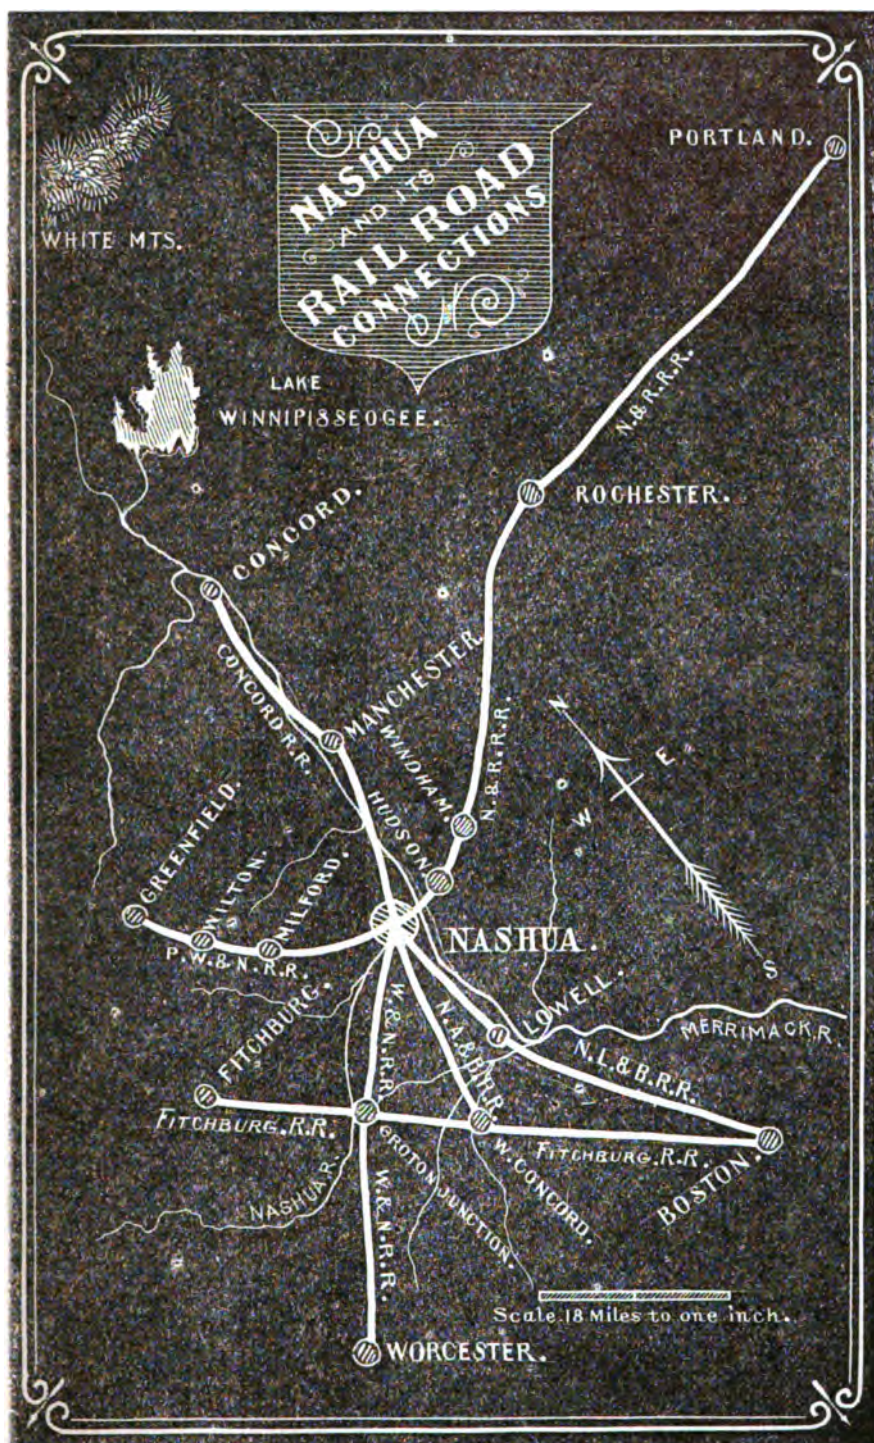 NASHUA
AND ITS
RAIL ROAD
CONNECTIONS
PORTLAND.
WHITE MTS.
N. & R. R. R.
LAKE
WINNIPISSEOGEE.
ROCHESTER.
CONCORD.
CONCORD R.R.
MANCHESTER
WINDHAM.
N. & R. R. R.
HUDSON.
N
E
W
S
GREENFIELD.
WILTON.
MILFORD.
P. W. & N. R. R.
NASHUA.
FITCHBURG.
W. & N. R. R.
N. A & B. R. R.
LOWELL.
MERRIMACK R.
N. L. & B. R. R.
FITCHBURG. R. R.
FITCHBURG. R. R.
BOSTON.
NASHUA R.
W. & N. R. R.
GROTON JUNCTION.
W. CONCORD.
Scale 18 Miles to one inch.
WORCESTER.